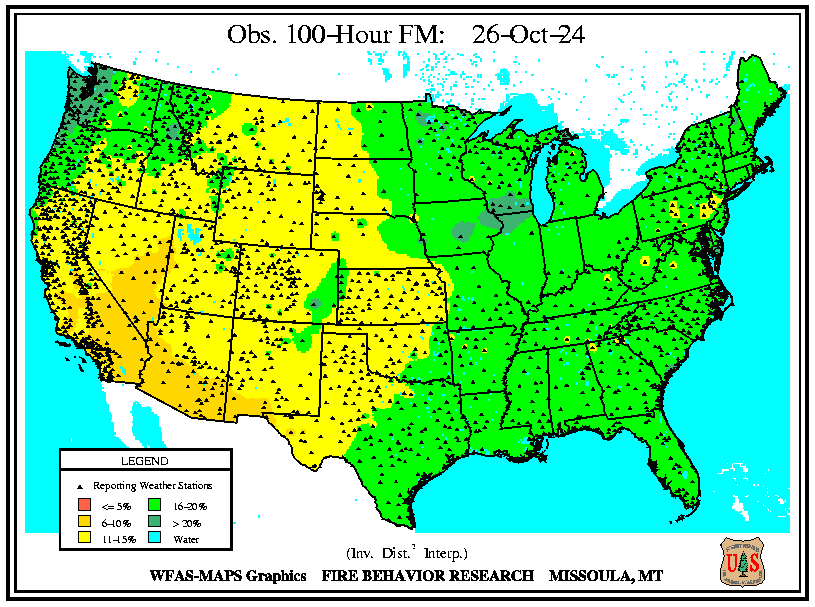 Obs. 100-Hour FM: 26-Oct-24
LEGEND
Reporting Weather Stations
<= 5% 16-20%
6-10% > 20%
11-15% Water
(Inv. Dist.² Interp.)
WFAS-MAPS Graphics FIRE BEHAVIOR RESEARCH MISSOULA, MT
U S